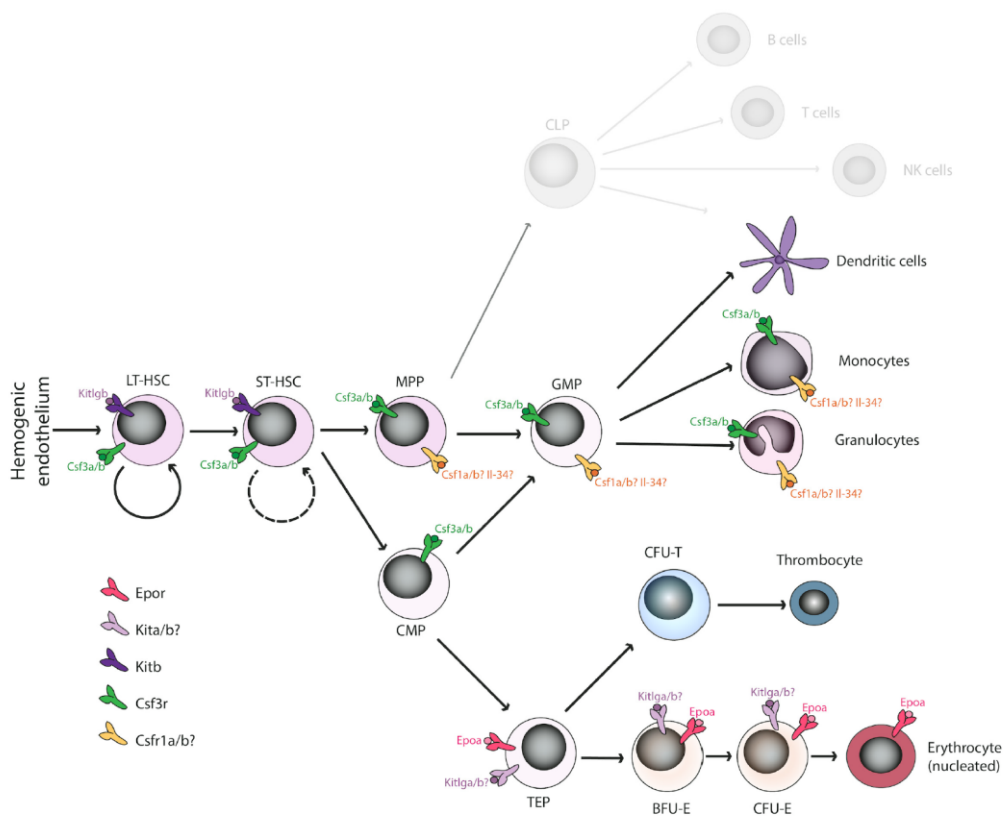 B cells
T cells
CLP
NK cells
Dendritic cells
Csf3a/b
Monocytes
Csf1a/b? Il-34?
Hemogenic
endothelium
LT-HSC
Kitlgb
Csf3a/b
ST-HSC
Kitlgb
Csf3a/b
MPP
Csf3a/b
Csf1a/b? Il-34?
GMP
Csf3a/b
Csf1a/b? Il-34?
Csf3a/b
Granulocytes
Csf1a/b? Il-34?
Csf3a/b
CMP
CFU-T
Thrombocyte
Epor
Kita/b?
Kitb
Csf3r
Csfr1a/b?
Epoa
Kitlga/b?
TEP
Kitlga/b?
Epoa
BFU-E
Kitlga/b?
Epoa
CFU-E
Epoa
Erythrocyte
(nucleated)